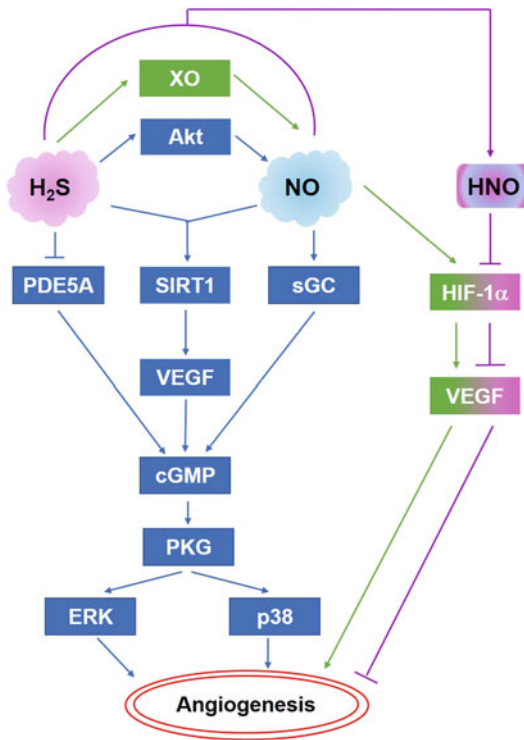 XO
Akt
H₂S
NO
HNO
PDE5A
SIRT1
sGC
HIF-1α
VEGF
VEGF
cGMP
PKG
ERK
p38
Angiogenesis